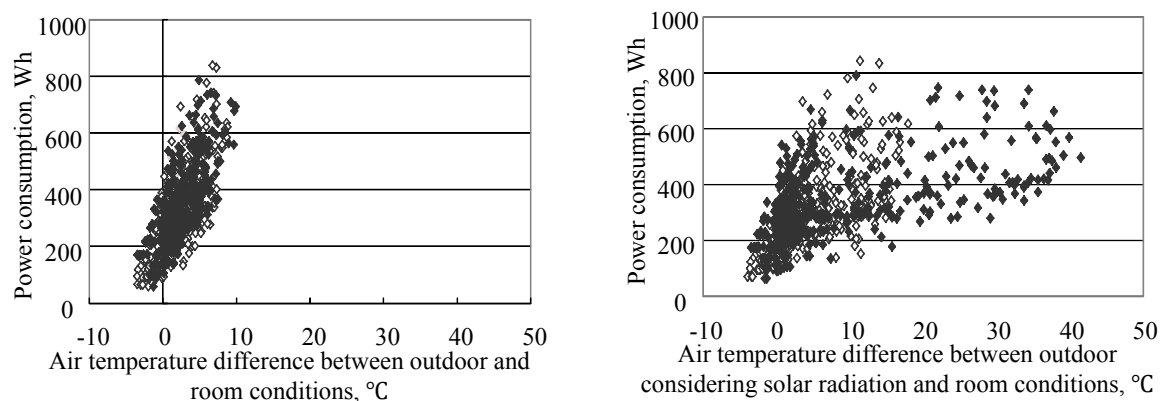 1000
800
600
400
200
0
Power consumption, Wh
-10 0 10 20 30 40 50
Air temperature difference between outdoor and
room conditions, ℃
1000
800
600
400
200
0
Power consumption, Wh
-10 0 10 20 30 40 50
Air temperature difference between outdoor
considering solar radiation and room conditions, ℃